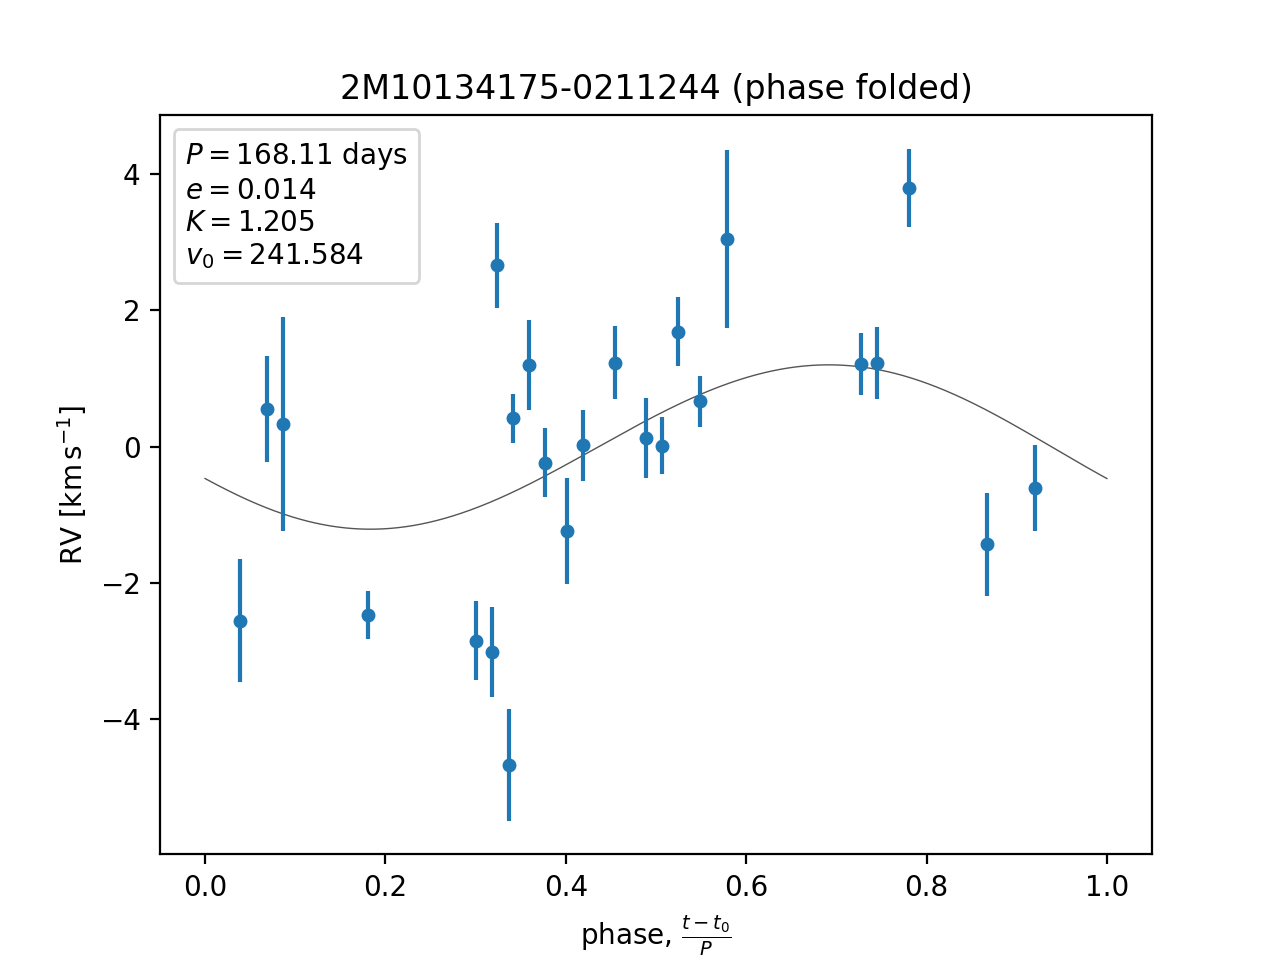 2M10134175-0211244 (phase folded)
P = 168.11 days
e = 0.014
K = 1.205
v₀ = 241.584
RV [km s⁻¹]
4
2
0
−2
−4
0.0 0.2 0.4 0.6 0.8 1.0
phase, (t − t₀)/P